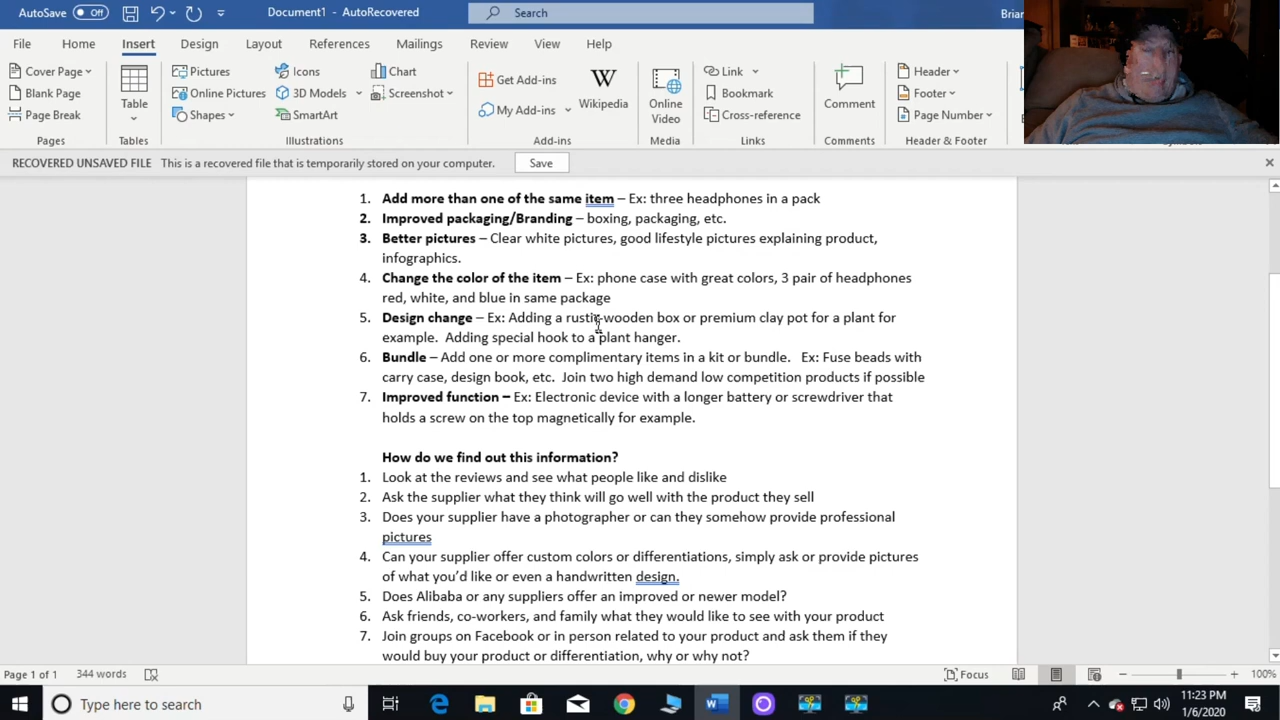 AutoSave Off Document1 - AutoRecovered Search Brian
File Home Insert Design Layout References Mailings Review View Help
Cover Page
Blank Page
Page Break
Pages
Table
Tables
Pictures Icons Chart
Online Pictures 3D Models Screenshot
Shapes SmartArt
Illustrations
Get Add-ins
My Add-ins
Wikipedia
Add-ins
Online
Video
Media
Link
Bookmark
Cross-reference
Links
Comment
Comments
Header
Footer
Page Number
Header & Footer
RECOVERED UNSAVED FILE This is a recovered file that is temporarily stored on your computer. Save
1. Add more than one of the same item – Ex: three headphones in a pack
2. Improved packaging/Branding – boxing, packaging, etc.
3. Better pictures – Clear white pictures, good lifestyle pictures explaining product,
infographics.
4. Change the color of the item – Ex: phone case with great colors, 3 pair of headphones
red, white, and blue in same package
5. Design change – Ex: Adding a rustic wooden box or premium clay pot for a plant for
example. Adding special hook to a plant hanger.
6. Bundle – Add one or more complimentary items in a kit or bundle. Ex: Fuse beads with
carry case, design book, etc. Join two high demand low competition products if possible
7. Improved function – Ex: Electronic device with a longer battery or screwdriver that
holds a screw on the top magnetically for example.
How do we find out this information?
1. Look at the reviews and see what people like and dislike
2. Ask the supplier what they think will go well with the product they sell
3. Does your supplier have a photographer or can they somehow provide professional
pictures
4. Can your supplier offer custom colors or differentiations, simply ask or provide pictures
of what you'd like or even a handwritten design.
5. Does Alibaba or any suppliers offer an improved or newer model?
6. Ask friends, co-workers, and family what they would like to see with your product
7. Join groups on Facebook or in person related to your product and ask them if they
would buy your product or differentiation, why or why not?
Page 1 of 1 344 words Focus 100%
Type here to search
11:23 PM
1/6/2020